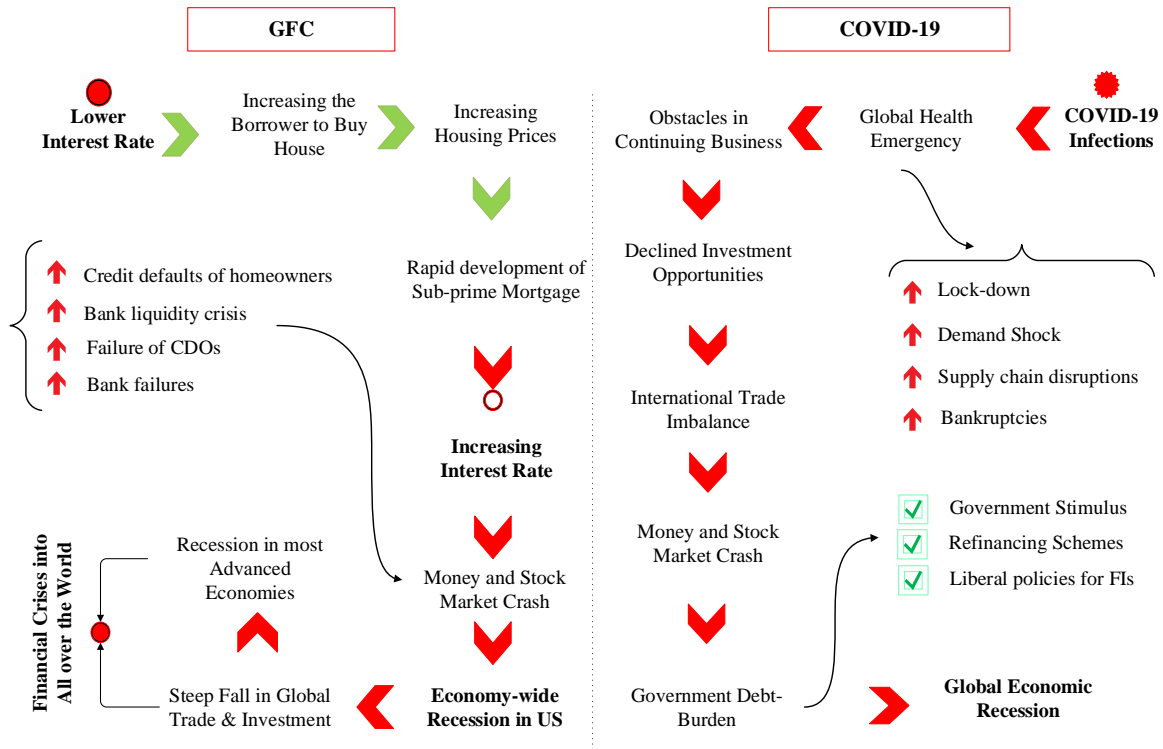 GFC
Lower
Interest Rate
Increasing the
Borrower to Buy
House
Increasing
Housing Prices
Credit defaults of homeowners
Bank liquidity crisis
Failure of CDOs
Bank failures
Rapid development of
Sub-prime Mortgage
Increasing
Interest Rate
Money and Stock
Market Crash
Economy-wide
Recession in US
Steep Fall in Global
Trade & Investment
Recession in most
Advanced
Economies
Financial Crises into
All over the World
COVID-19
COVID-19
Infections
Global Health
Emergency
Obstacles in
Continuing Business
Declined Investment
Opportunities
Lock-down
Demand Shock
Supply chain disruptions
Bankruptcies
International Trade
Imbalance
Money and Stock
Market Crash
Government Stimulus
Refinancing Schemes
Liberal policies for FIs
Government Debt-
Burden
Global Economic
Recession